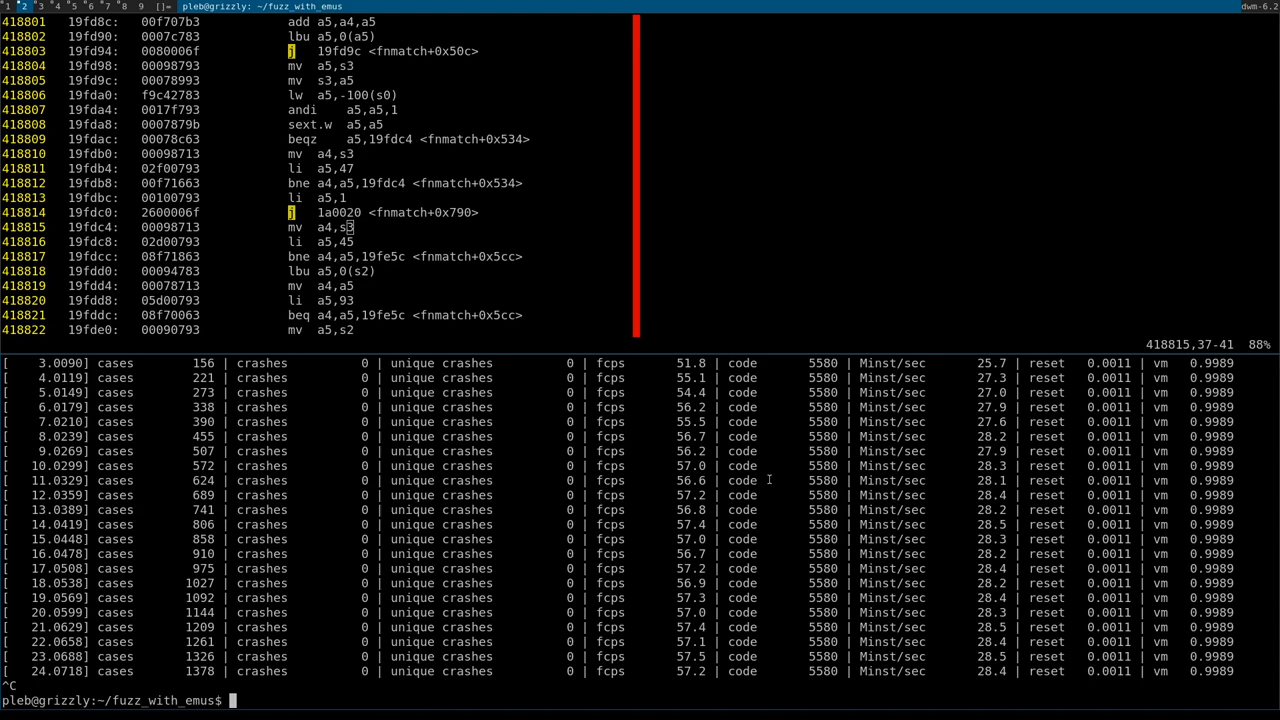 1 2 3 4 5 6 7 8 9 []= pleb@grizzly: ~/fuzz_with_emus dwm-6.2
418801 19fd8c: 00f707b3 add a5,a4,a5
418802 19fd90: 0007c783 lbu a5,0(a5)
418803 19fd94: 0080006f j 19fd9c <fnmatch+0x50c>
418804 19fd98: 00098793 mv a5,s3
418805 19fd9c: 00078993 mv s3,a5
418806 19fda0: f9c42783 lw a5,-100(s0)
418807 19fda4: 0017f793 andi a5,a5,1
418808 19fda8: 0007879b sext.w a5,a5
418809 19fdac: 00078c63 beqz a5,19fdc4 <fnmatch+0x534>
418810 19fdb0: 00098713 mv a4,s3
418811 19fdb4: 02f00793 li a5,47
418812 19fdb8: 00f71663 bne a4,a5,19fdc4 <fnmatch+0x534>
418813 19fdbc: 00100793 li a5,1
418814 19fdc0: 2600006f j 1a0020 <fnmatch+0x790>
418815 19fdc4: 00098713 mv a4,s3
418816 19fdc8: 02d00793 li a5,45
418817 19fdcc: 08f71863 bne a4,a5,19fe5c <fnmatch+0x5cc>
418818 19fdd0: 00094783 lbu a5,0(s2)
418819 19fdd4: 00078713 mv a4,a5
418820 19fdd8: 05d00793 li a5,93
418821 19fddc: 08f70063 beq a4,a5,19fe5c <fnmatch+0x5cc>
418822 19fde0: 00090793 mv a5,s2
418815,37-41 88%
[ 3.0090] cases 156 | crashes 0 | unique crashes 0 | fcps 51.8 | code 5580 | Minst/sec 25.7 | reset 0.0011 | vm 0.9989
[ 4.0119] cases 221 | crashes 0 | unique crashes 0 | fcps 55.1 | code 5580 | Minst/sec 27.3 | reset 0.0011 | vm 0.9989
[ 5.0149] cases 273 | crashes 0 | unique crashes 0 | fcps 54.4 | code 5580 | Minst/sec 27.0 | reset 0.0011 | vm 0.9989
[ 6.0179] cases 338 | crashes 0 | unique crashes 0 | fcps 56.2 | code 5580 | Minst/sec 27.9 | reset 0.0011 | vm 0.9989
[ 7.0210] cases 390 | crashes 0 | unique crashes 0 | fcps 55.5 | code 5580 | Minst/sec 27.6 | reset 0.0011 | vm 0.9989
[ 8.0239] cases 455 | crashes 0 | unique crashes 0 | fcps 56.7 | code 5580 | Minst/sec 28.2 | reset 0.0011 | vm 0.9989
[ 9.0269] cases 507 | crashes 0 | unique crashes 0 | fcps 56.2 | code 5580 | Minst/sec 27.9 | reset 0.0011 | vm 0.9989
[ 10.0299] cases 572 | crashes 0 | unique crashes 0 | fcps 57.0 | code 5580 | Minst/sec 28.3 | reset 0.0011 | vm 0.9989
[ 11.0329] cases 624 | crashes 0 | unique crashes 0 | fcps 56.6 | code 5580 | Minst/sec 28.1 | reset 0.0011 | vm 0.9989
[ 12.0359] cases 689 | crashes 0 | unique crashes 0 | fcps 57.2 | code 5580 | Minst/sec 28.4 | reset 0.0011 | vm 0.9989
[ 13.0389] cases 741 | crashes 0 | unique crashes 0 | fcps 56.8 | code 5580 | Minst/sec 28.2 | reset 0.0011 | vm 0.9989
[ 14.0419] cases 806 | crashes 0 | unique crashes 0 | fcps 57.4 | code 5580 | Minst/sec 28.5 | reset 0.0011 | vm 0.9989
[ 15.0448] cases 858 | crashes 0 | unique crashes 0 | fcps 57.0 | code 5580 | Minst/sec 28.3 | reset 0.0011 | vm 0.9989
[ 16.0478] cases 910 | crashes 0 | unique crashes 0 | fcps 56.7 | code 5580 | Minst/sec 28.2 | reset 0.0011 | vm 0.9989
[ 17.0508] cases 975 | crashes 0 | unique crashes 0 | fcps 57.2 | code 5580 | Minst/sec 28.4 | reset 0.0011 | vm 0.9989
[ 18.0538] cases 1027 | crashes 0 | unique crashes 0 | fcps 56.9 | code 5580 | Minst/sec 28.2 | reset 0.0011 | vm 0.9989
[ 19.0569] cases 1092 | crashes 0 | unique crashes 0 | fcps 57.3 | code 5580 | Minst/sec 28.4 | reset 0.0011 | vm 0.9989
[ 20.0599] cases 1144 | crashes 0 | unique crashes 0 | fcps 57.0 | code 5580 | Minst/sec 28.3 | reset 0.0011 | vm 0.9989
[ 21.0629] cases 1209 | crashes 0 | unique crashes 0 | fcps 57.4 | code 5580 | Minst/sec 28.5 | reset 0.0011 | vm 0.9989
[ 22.0658] cases 1261 | crashes 0 | unique crashes 0 | fcps 57.1 | code 5580 | Minst/sec 28.4 | reset 0.0011 | vm 0.9989
[ 23.0688] cases 1326 | crashes 0 | unique crashes 0 | fcps 57.5 | code 5580 | Minst/sec 28.5 | reset 0.0011 | vm 0.9989
[ 24.0718] cases 1378 | crashes 0 | unique crashes 0 | fcps 57.2 | code 5580 | Minst/sec 28.4 | reset 0.0011 | vm 0.9989
^C
pleb@grizzly:~/fuzz_with_emus$